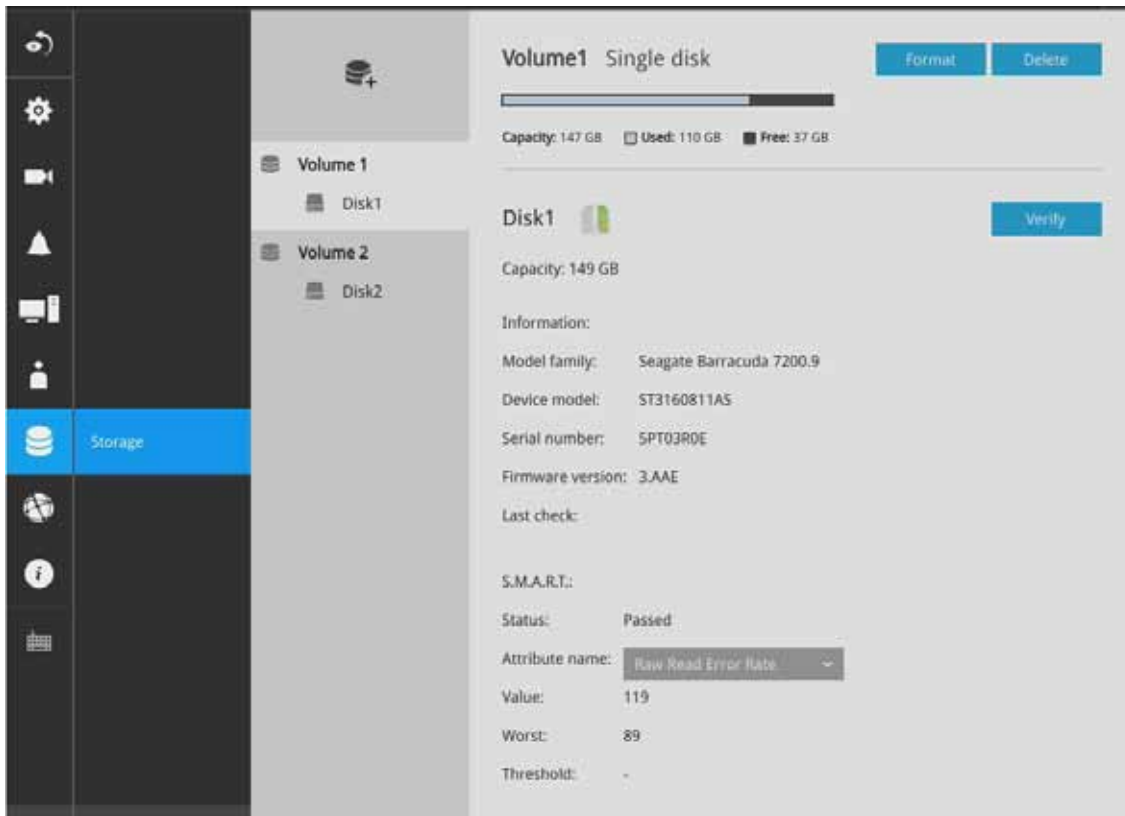 Storage
Volume 1
Disk1
Volume 2
Disk2
Volume1 Single disk
Format
Delete
Capacity: 147 GB Used: 110 GB Free: 37 GB
Disk1
Verify
Capacity: 149 GB
Information:
Model family: Seagate Barracuda 7200.9
Device model: ST3160811AS
Serial number: 5PT03R0E
Firmware version: 3.AAE
Last check:
S.M.A.R.T.:
Status: Passed
Attribute name: Raw Read Error Rate
Value: 119
Worst: 89
Threshold: -